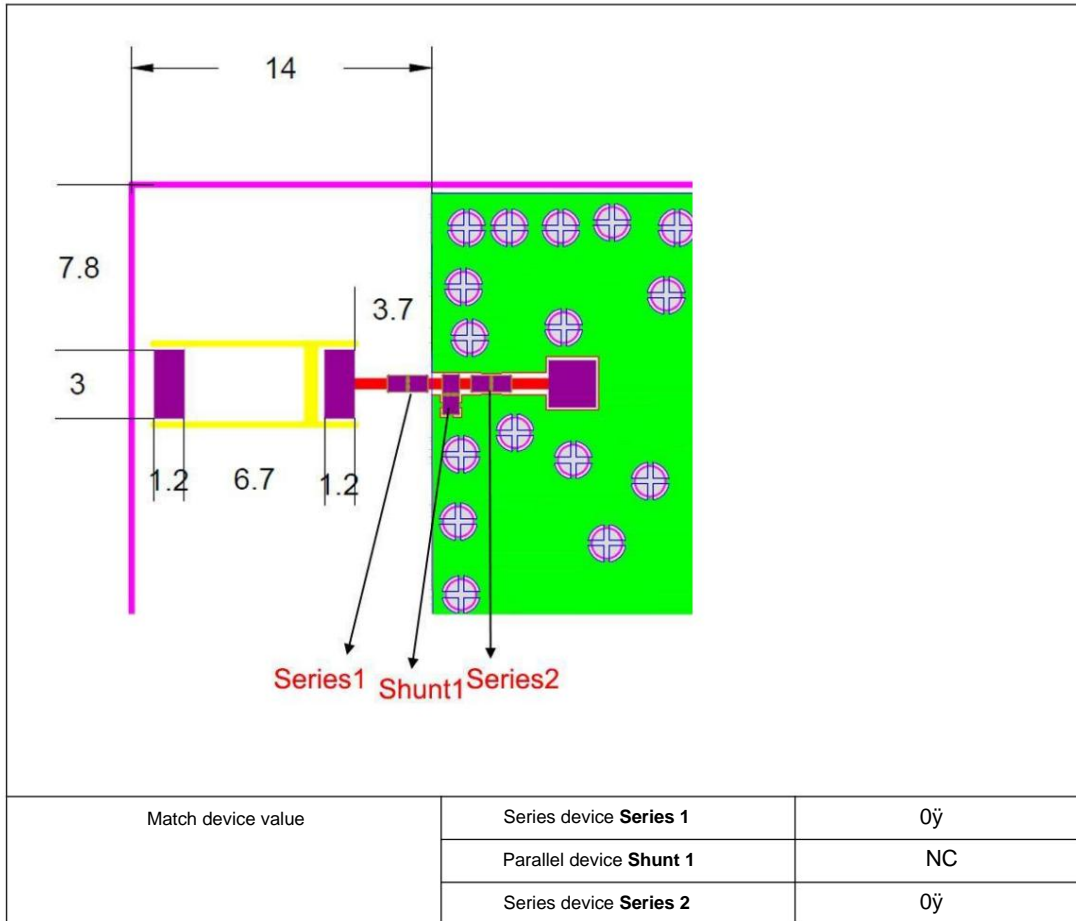 14
7.8
3.7
3
1.2 6.7 1.2
Series1 Shunt1 Series2
Match device value
Series device Series 1 0ÿ
Parallel device Shunt 1 NC
Series device Series 2 0ÿ